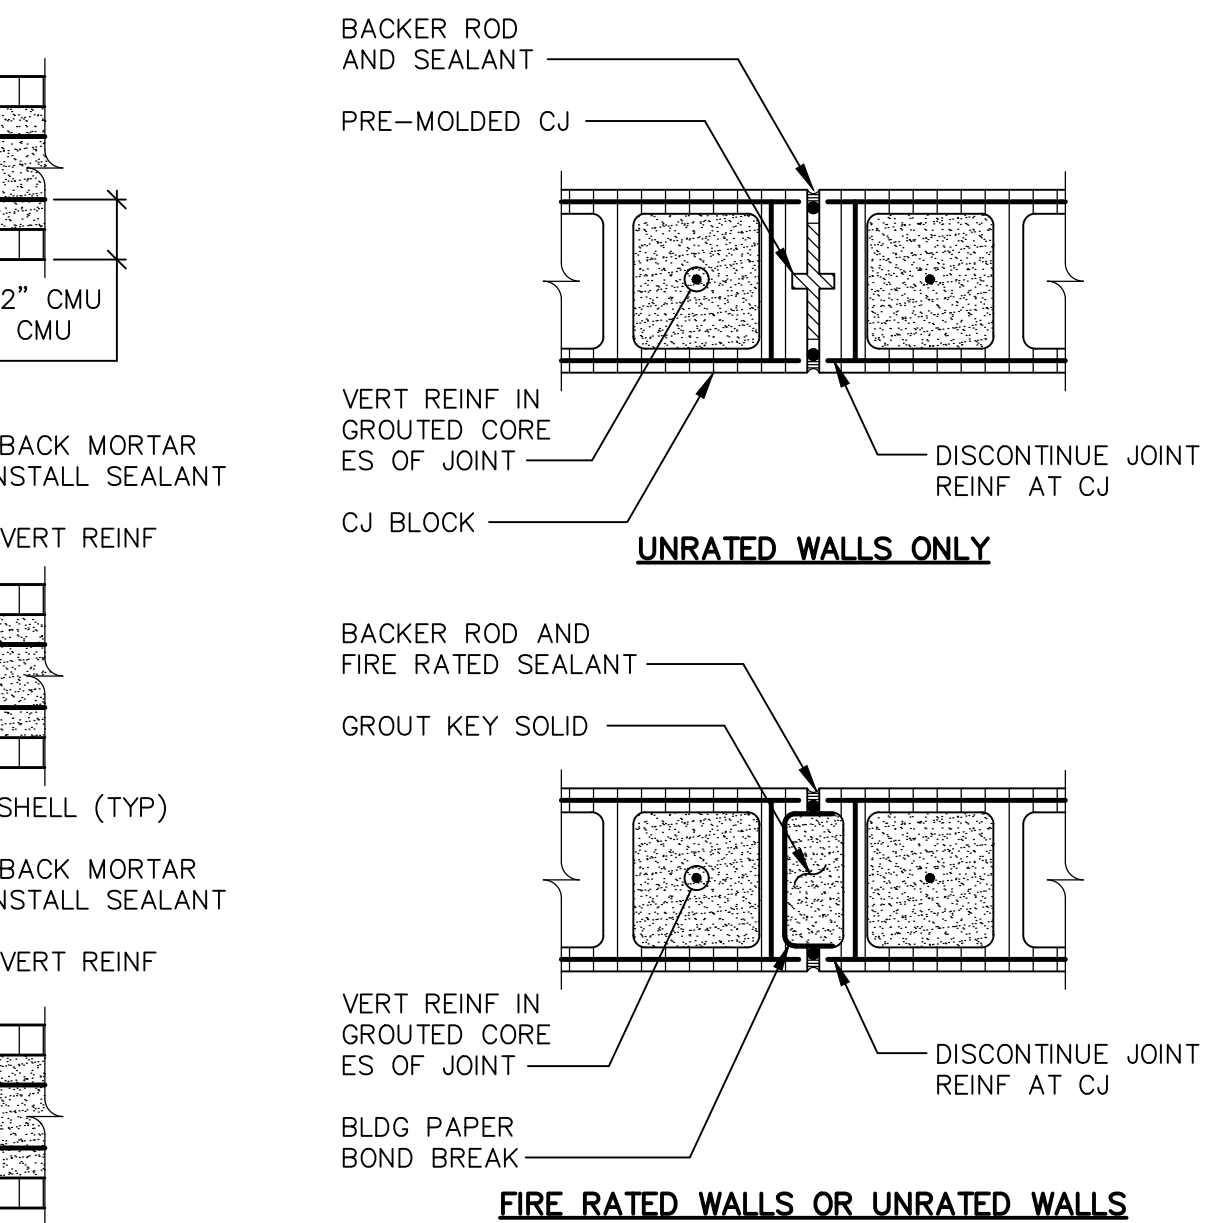 BACKER ROD
AND SEALANT
PRE-MOLDED CJ
VERT REINF IN
GROUTED CORE
ES OF JOINT
CJ BLOCK
DISCONTINUE JOINT
REINF AT CJ
UNRATED WALLS ONLY
BACKER ROD AND
FIRE RATED SEALANT
GROUT KEY SOLID
VERT REINF IN
GROUTED CORE
ES OF JOINT
BLDG PAPER
BOND BREAK
DISCONTINUE JOINT
REINF AT CJ
FIRE RATED WALLS OR UNRATED WALLS
2" CMU
CMU
BACK MORTAR
NSTALL SEALANT
VERT REINF
SHELL (TYP)
BACK MORTAR
NSTALL SEALANT
VERT REINF